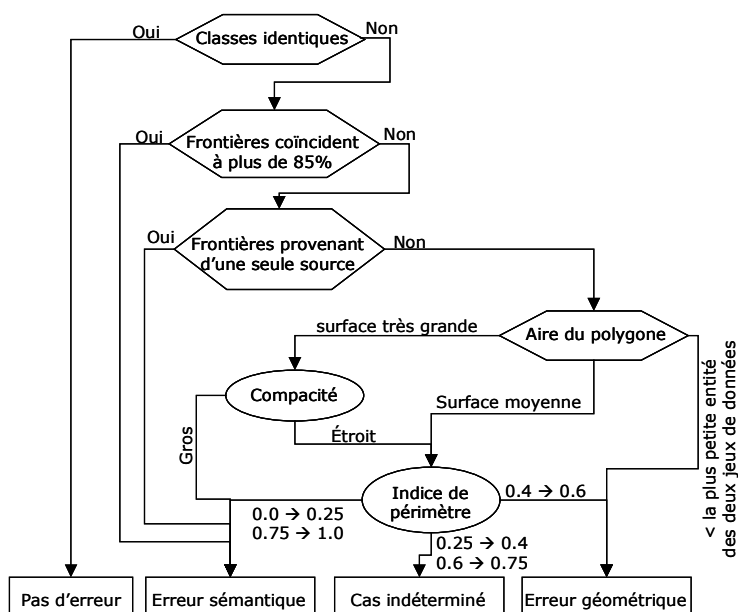 Classes identiques
Oui
Non
Frontières coïncident
à plus de 85%
Oui
Non
Frontières provenant
d'une seule source
Oui
Non
Aire du polygone
surface très grande
Surface moyenne
< la plus petite entité
des deux jeux de données
Compacité
Gros
Étroit
Indice de
périmètre
0.4 → 0.6
0.0 → 0.25
0.75 → 1.0
0.25 → 0.4
0.6 → 0.75
Pas d'erreur
Erreur sémantique
Cas indéterminé
Erreur géométrique